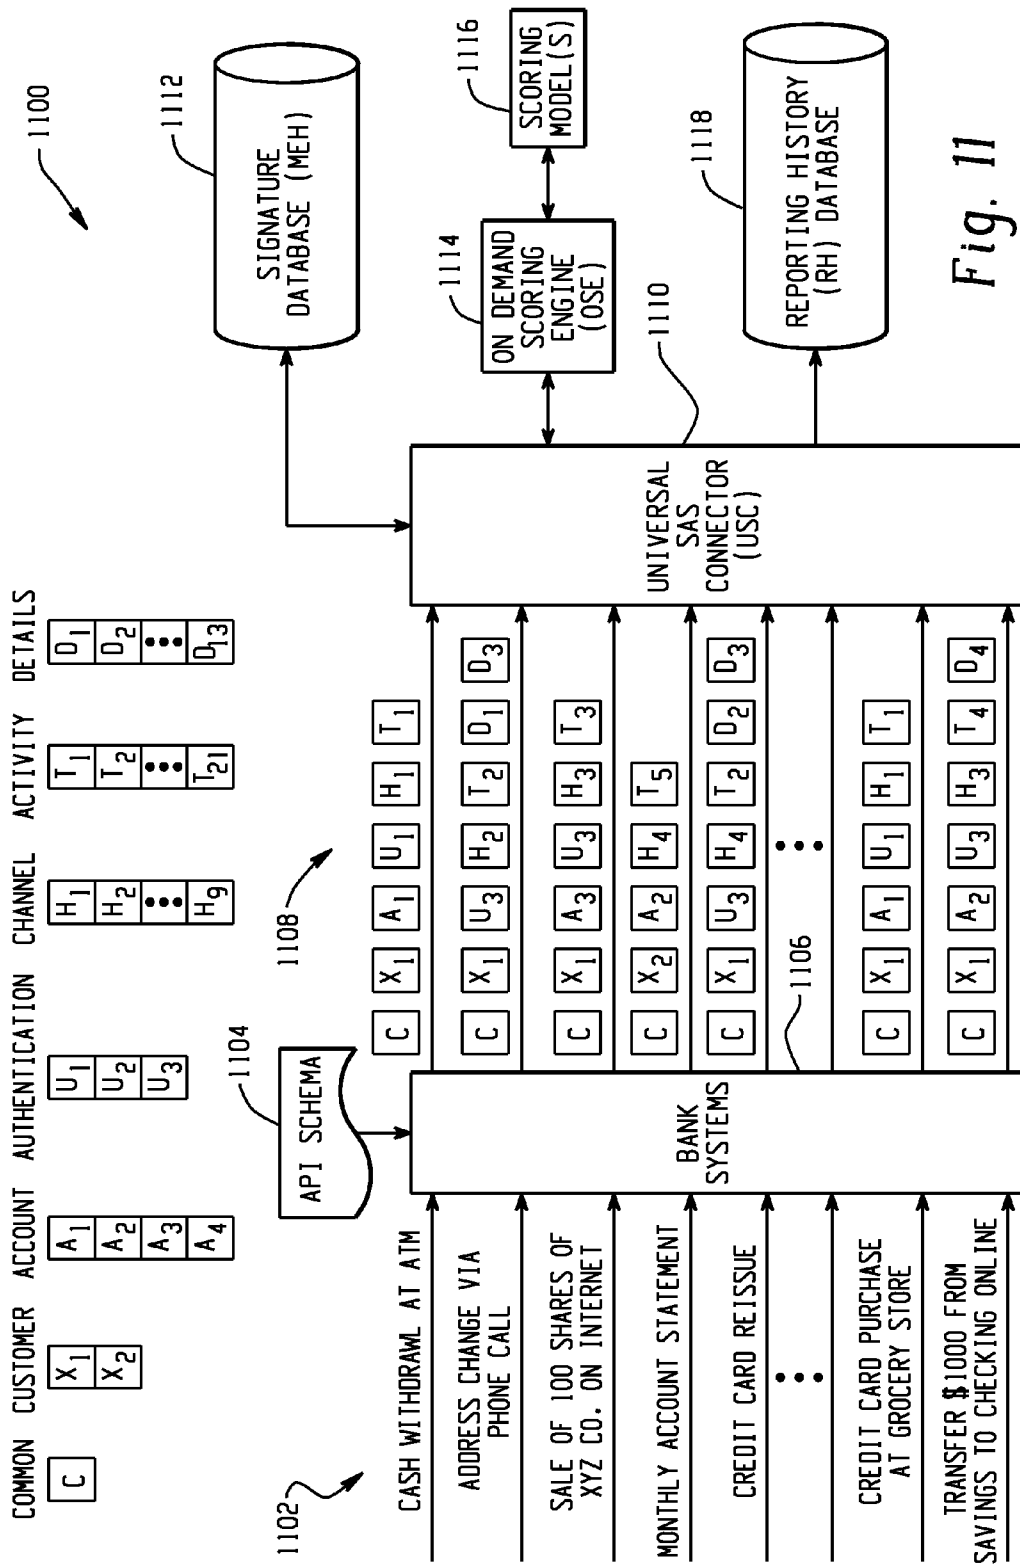 1100
COMMON CUSTOMER ACCOUNT AUTHENTICATION CHANNEL ACTIVITY DETAILS
C X1 A1 U1 H1 T1 D1
X2 A2 U2 H2 T2 D2
A3 U3 ••• ••• •••
A4 H9 T21 D13
1102
API SCHEMA
1104
1108
SIGNATURE
DATABASE (MEH)
1112
CASH WITHDRAWL AT ATM
C X1 A1 U1 H1 T1
ADDRESS CHANGE VIA
PHONE CALL
C X1 U3 H2 T2 D1 D3
SALE OF 100 SHARES OF
XYZ CO. ON INTERNET
C X1 A3 U3 H3 T3
MONTHLY ACCOUNT STATEMENT
C X2 A2 H4 T5
CREDIT CARD REISSUE
C X1 U3 H4 T2 D2 D3
••• •••
CREDIT CARD PURCHASE
AT GROCERY STORE
C X1 A1 U1 H1 T1
TRANSFER $1000 FROM
SAVINGS TO CHECKING ONLINE
C X1 A2 U3 H3 T4 D4
BANK
SYSTEMS
1106
UNIVERSAL
SAS
CONNECTOR
(USC)
1110
ON DEMAND
SCORING
ENGINE
(OSE)
1114
SCORING
MODEL(S)
1116
REPORTING HISTORY
(RH) DATABASE
1118
Fig. 11